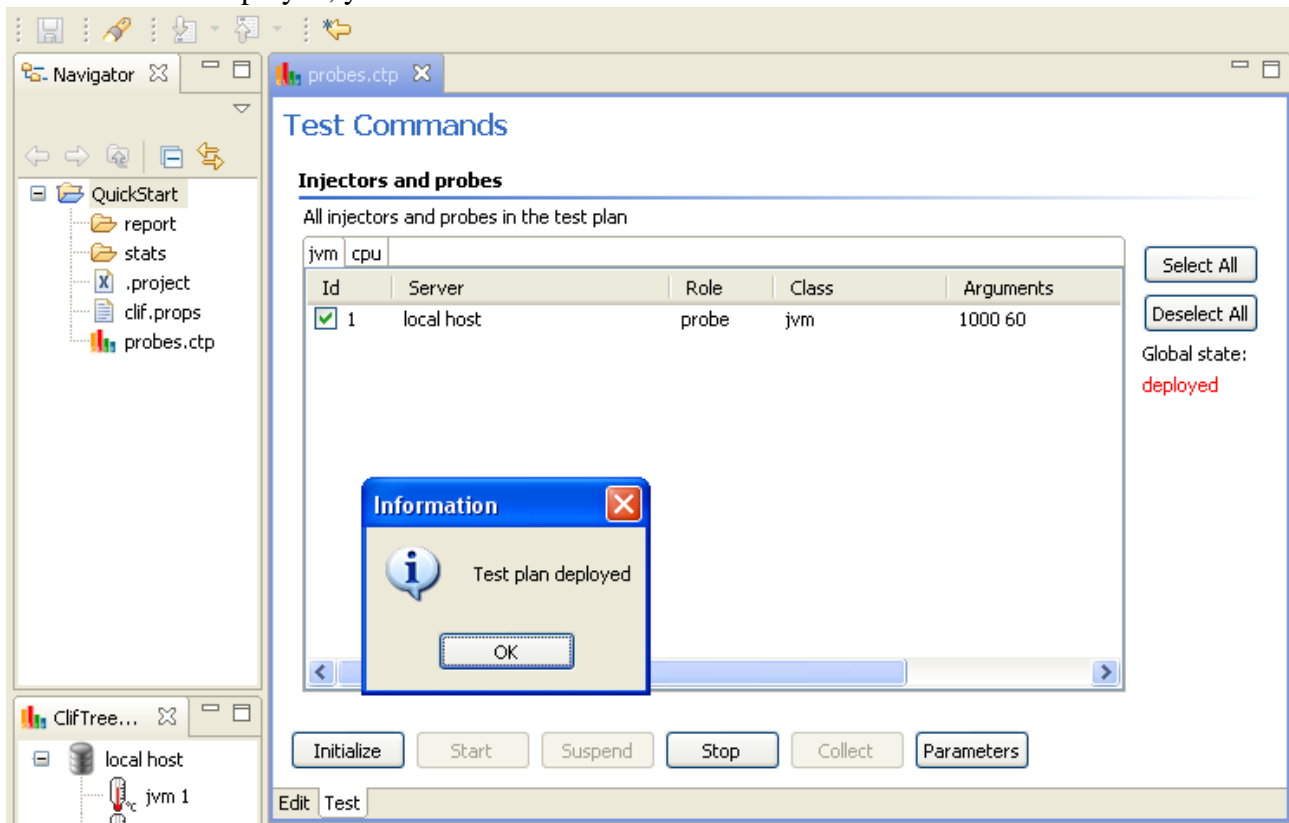 Navigator
probes.ctp
Test Commands
Injectors and probes
All injectors and probes in the test plan
QuickStart
report
stats
.project
clif.props
probes.ctp
jvm cpu
Id Server Role Class Arguments
1 local host probe jvm 1000 60
Select All
Deselect All
Global state:
deployed
Information
Test plan deployed
OK
ClifTree...
local host
jvm 1
Initialize Start Suspend Stop Collect Parameters
Edit Test